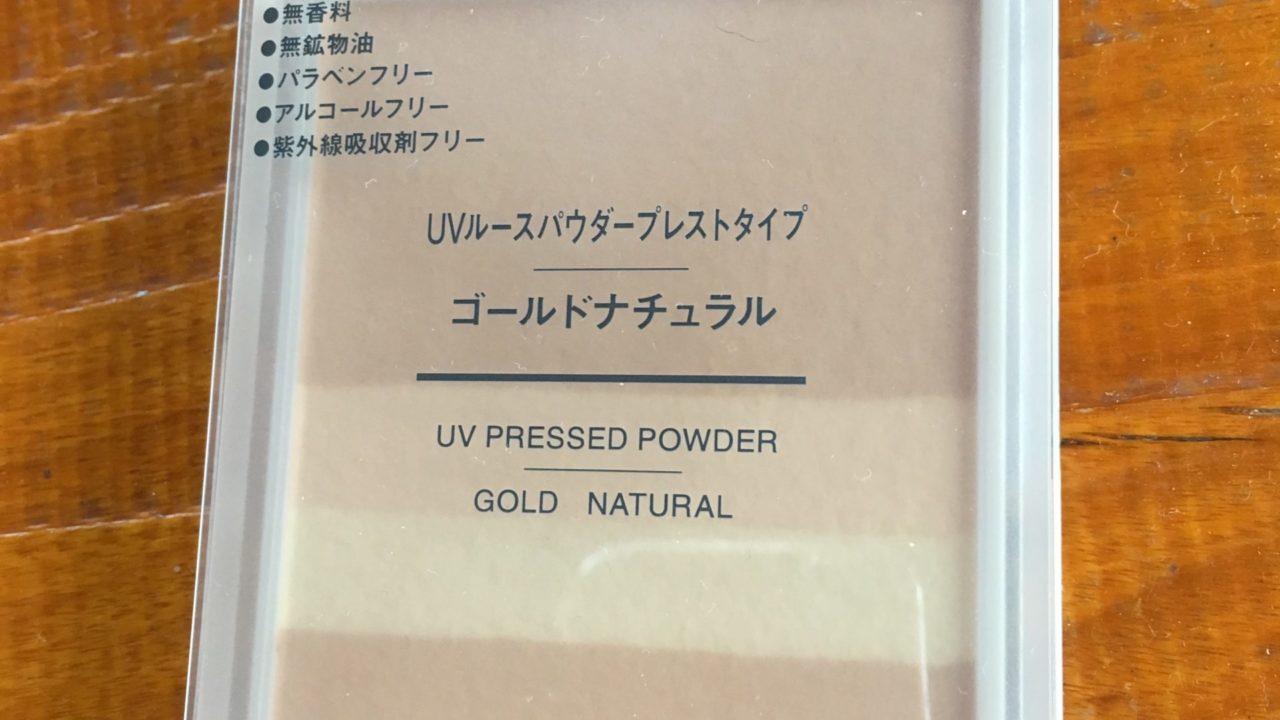 ●無香料
●無鉱物油
●パラベンフリー
●アルコールフリー
●紫外線吸収剤フリー
UVルースパウダープレストタイプ
ゴールドナチュラル
UV PRESSED POWDER
GOLD NATURAL